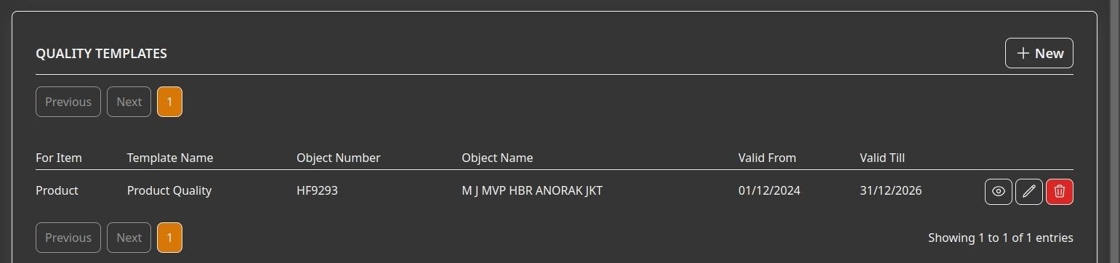 QUALITY TEMPLATES
+ New
Previous Next 1
For Item Template Name Object Number Object Name Valid From Valid Till
Product Product Quality HF9293 M J MVP HBR ANORAK JKT 01/12/2024 31/12/2026
Previous Next 1
Showing 1 to 1 of 1 entries